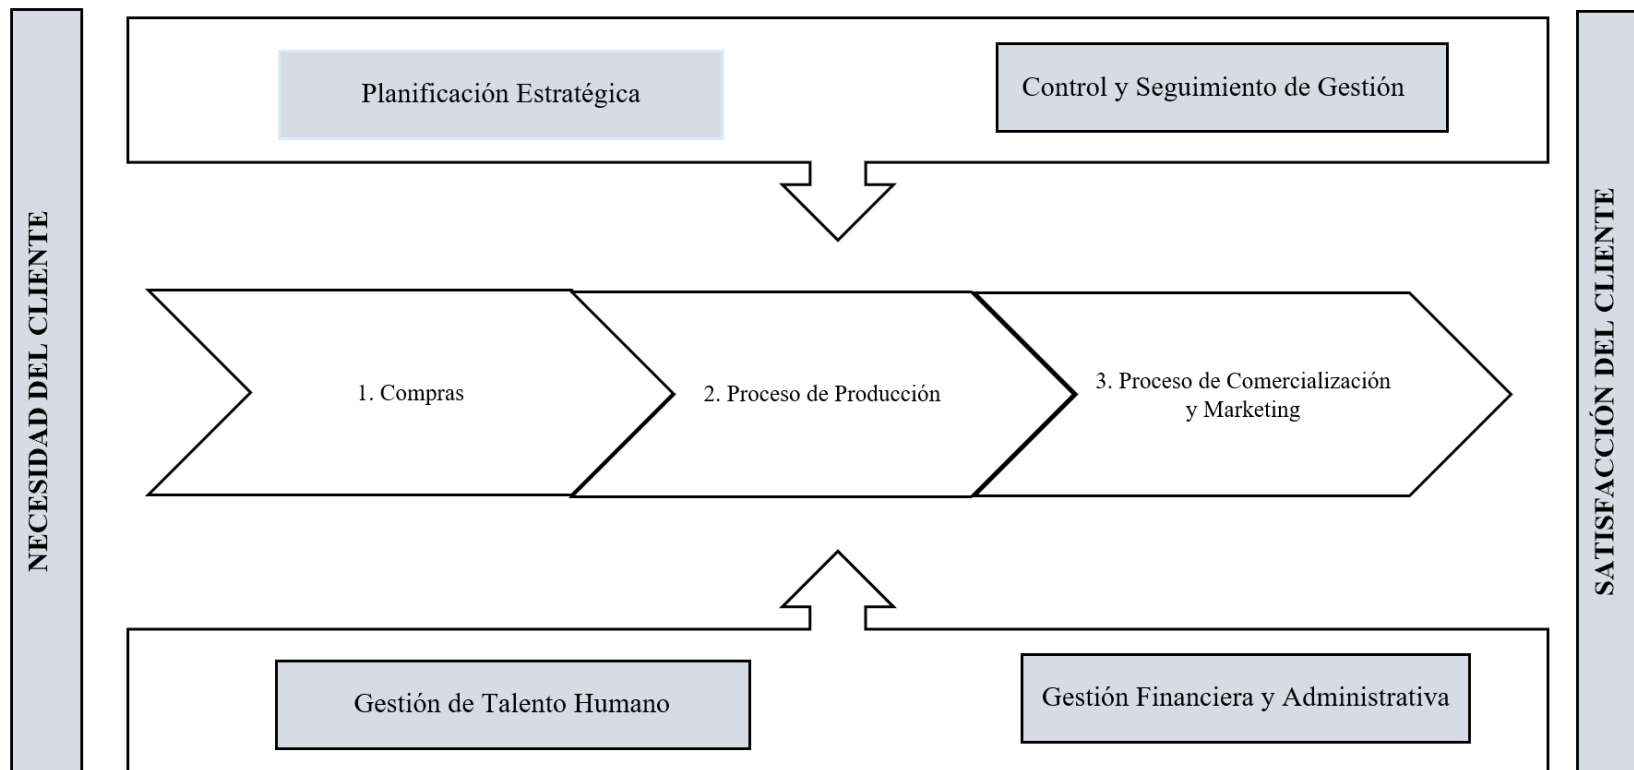 NECESIDAD DEL CLIENTE
Planificación Estratégica
Control y Seguimiento de Gestión
1. Compras
2. Proceso de Producción
3. Proceso de Comercialización
y Marketing
Gestión de Talento Humano
Gestión Financiera y Administrativa
SATISFACCIÓN DEL CLIENTE